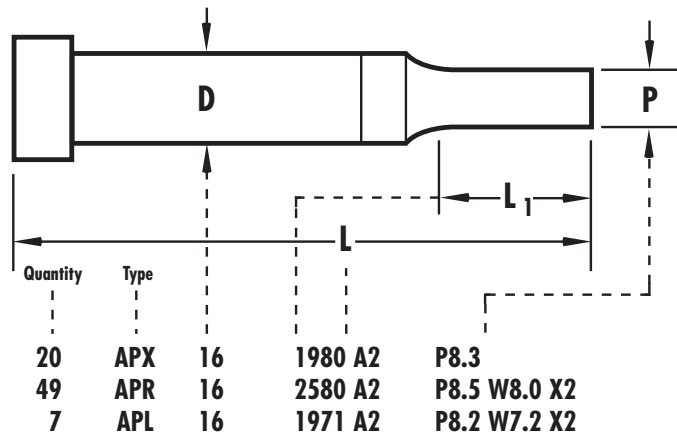 D
P
L 1
L
Quantity Type
20 APX 16 1980 A2 P8.3
49 APR 16 2580 A2 P8.5 W8.0 X2
7 APL 16 1971 A2 P8.2 W7.2 X2